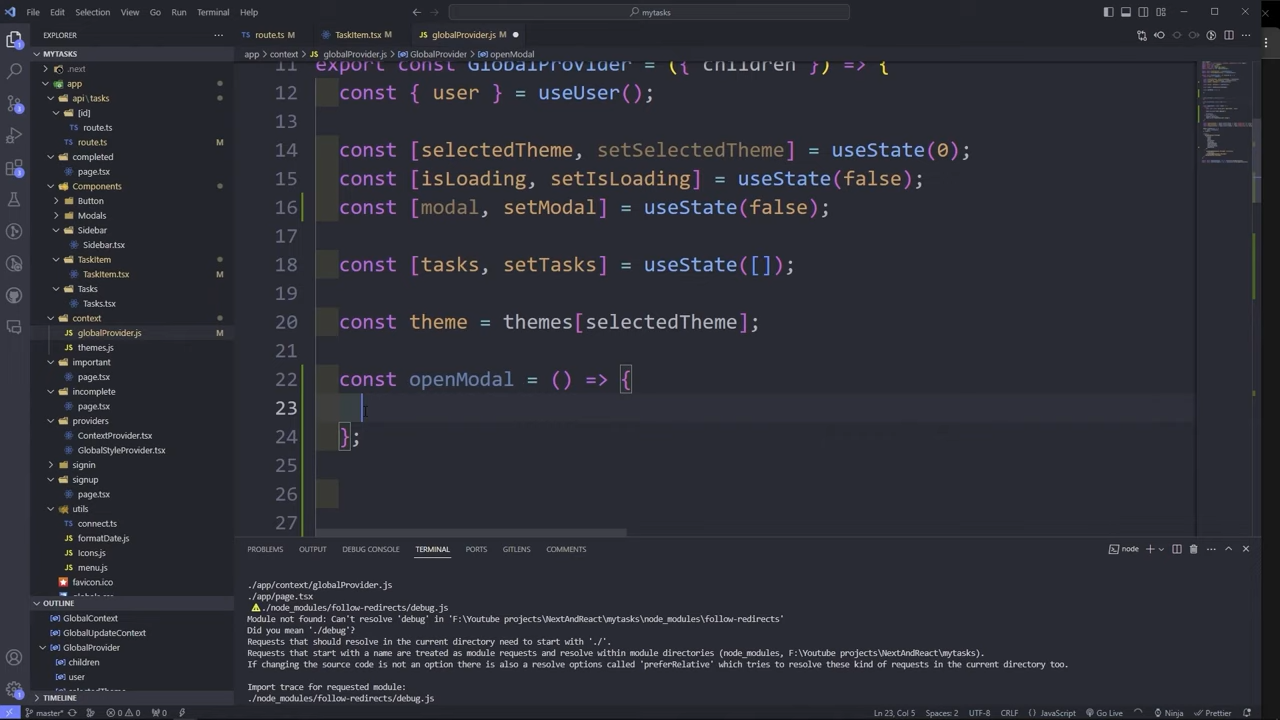 File Edit Selection View Go Run Terminal Help
mytasks
EXPLORER
MYTASKS
.next
app
api \ tasks
[id]
route.ts
route.ts M
completed
page.tsx
Components
Button
Modals
Sidebar
Sidebar.tsx
TaskItem
TaskItem.tsx M
Tasks
Tasks.tsx
context
globalProvider.js M
themes.js
important
page.tsx
incomplete
page.tsx
providers
ContextProvider.tsx
GlobalStyleProvider.tsx
signin
signup
page.tsx
utils
connect.ts
formatDate.js
Icons.js
menu.js
favicon.ico
globals.css
OUTLINE
GlobalContext
GlobalUpdateContext
GlobalProvider
children
user
selectedTheme
TIMELINE
route.ts M TaskItem.tsx M globalProvider.js M
app > context > globalProvider.js > GlobalProvider > openModal
11 export const GlobalProvider = ({ children }) => {
12 const { user } = useUser();
13
14 const [selectedTheme, setSelectedTheme] = useState(0);
15 const [isLoading, setIsLoading] = useState(false);
16 const [modal, setModal] = useState(false);
17
18 const [tasks, setTasks] = useState([]);
19
20 const theme = themes[selectedTheme];
21
22 const openModal = () => {
23
24 };
25
26
27
PROBLEMS OUTPUT DEBUG CONSOLE TERMINAL PORTS GITLENS COMMENTS
node
./app/context/globalProvider.js
./app/page.tsx
./node_modules/follow-redirects/debug.js
Module not found: Can't resolve 'debug' in 'F:\Youtube projects\NextAndReact\mytasks\node_modules\follow-redirects'
Did you mean './debug'?
Requests that should resolve in the current directory need to start with './'.
Requests that start with a name are treated as module requests and resolve within module directories (node_modules, F:\Youtube projects\NextAndReact\mytasks).
If changing the source code is not an option there is also a resolve options called 'preferRelative' which tries to resolve these kind of requests in the current directory too.
Import trace for requested module:
./node_modules/follow-redirects/debug.js
master* 0 0 0 Ln 23, Col 5 Spaces: 2 UTF-8 CRLF JavaScript Go Live Ninja Prettier